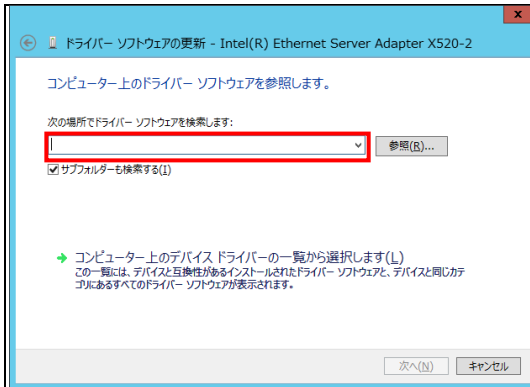 x
ドライバー ソフトウェアの更新 - Intel(R) Ethernet Server Adapter X520-2
コンピューター上のドライバー ソフトウェアを参照します。
次の場所でドライバー ソフトウェアを検索します:
参照(R)...
サブフォルダーも検索する(I)
コンピューター上のデバイス ドライバーの一覧から選択します(L)
この一覧には、デバイスと互換性があるインストールされたドライバー ソフトウェアと、デバイスと同じカテ
ゴリにあるすべてのドライバー ソフトウェアが表示されます。
次へ(N)
キャンセル